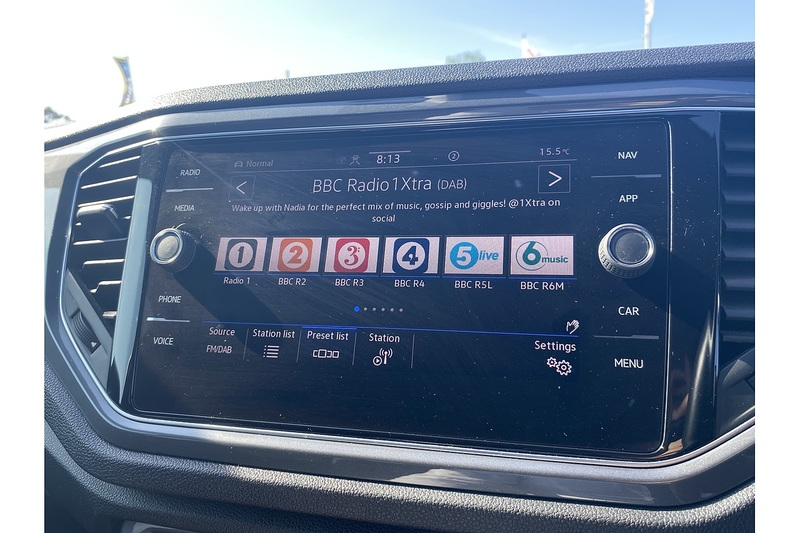 RADIO
MEDIA
PHONE
VOICE
Normal
8:13
2
15.5°C
< BBC Radio 1 Xtra (DAB) >
Wake up with Nadia for the perfect mix of music, gossip and giggles! @1Xtra on
social
1 2 3 4 5 live 6 music
Radio 1 BBC R2 BBC R3 BBC R4 BBC R5L BBC R6M
Source Station list Preset list Station Settings
FM/DAB
NAV
APP
CAR
MENU